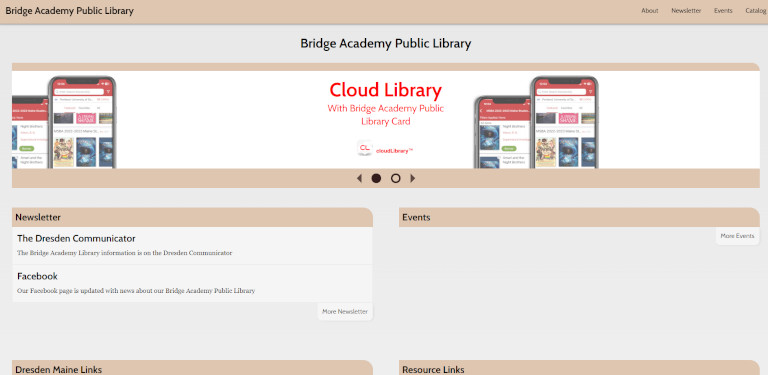 Bridge Academy Public Library
About Newsletter Events Catalog
Bridge Academy Public Library
Cloud Library
With Bridge Academy Public
Library Card
CL
cloudLibrary™
Newsletter
The Dresden Communicator
The Bridge Academy Library information is on the Dresden Communicator
Facebook
Our Facebook page is updated with news about our Bridge Academy Public Library
More Newsletter
Events
More Events
Dresden Maine Links
Resource Links